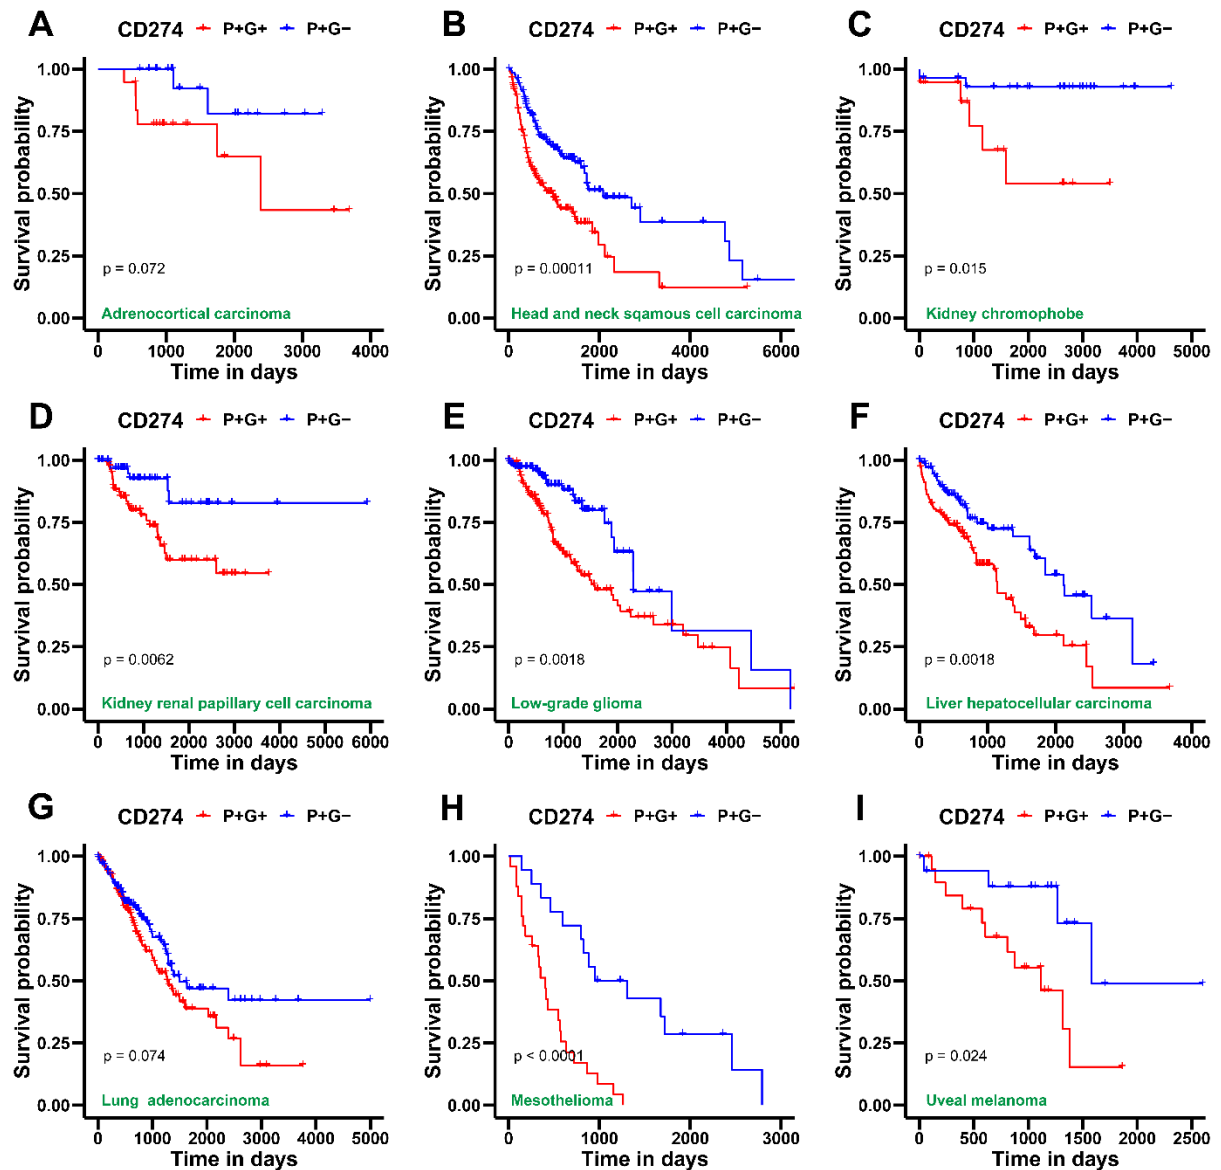 A CD274 P+G+ P+G−
B CD274 P+G+ P+G−
C CD274 P+G+ P+G−
Survival probability
1.00
0.75
0.50
0.25
0.00
p = 0.072
Adrenocortical carcinoma
0 1000 2000 3000 4000
Time in days
Survival probability
1.00
0.75
0.50
0.25
0.00
p = 0.00011
Head and neck sqamous cell carcinoma
0 2000 4000 6000
Time in days
Survival probability
1.00
0.75
0.50
0.25
0.00
p = 0.015
Kidney chromophobe
0 1000 2000 3000 4000 5000
Time in days
D CD274 P+G+ P+G−
E CD274 P+G+ P+G−
F CD274 P+G+ P+G−
Survival probability
1.00
0.75
0.50
0.25
0.00
p = 0.0062
Kidney renal papillary cell carcinoma
0 1000 2000 3000 4000 5000 6000
Time in days
Survival probability
1.00
0.75
0.50
0.25
0.00
p = 0.0018
Low-grade glioma
0 1000 2000 3000 4000 5000
Time in days
Survival probability
1.00
0.75
0.50
0.25
0.00
p = 0.0018
Liver hepatocellular carcinoma
0 1000 2000 3000 4000
Time in days
G CD274 P+G+ P+G−
H CD274 P+G+ P+G−
I CD274 P+G+ P+G−
Survival probability
1.00
0.75
0.50
0.25
0.00
p = 0.074
Lung adenocarcinoma
0 1000 2000 3000 4000 5000
Time in days
Survival probability
1.00
0.75
0.50
0.25
0.00
p < 0.0001
Mesothelioma
0 1000 2000 3000
Time in days
Survival probability
1.00
0.75
0.50
0.25
0.00
p = 0.024
Uveal melanoma
0 500 1000 1500 2000 2500
Time in days